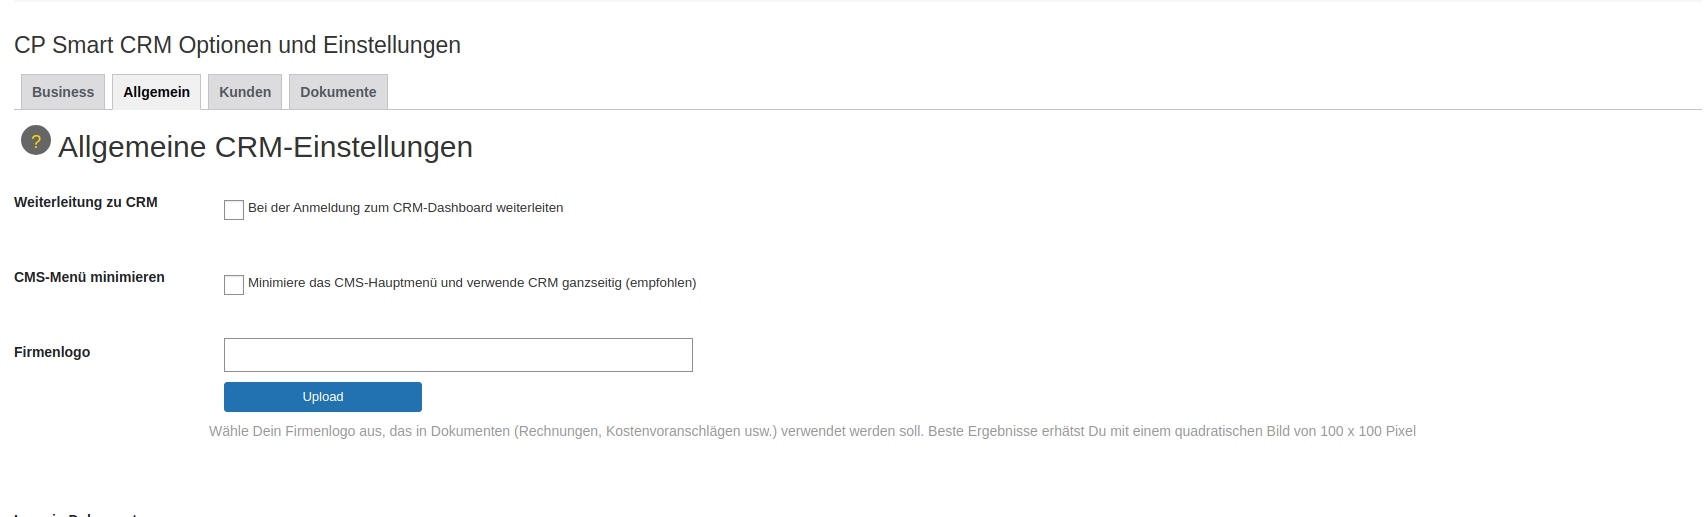 CP Smart CRM Optionen und Einstellungen
Business Allgemein Kunden Dokumente
? Allgemeine CRM-Einstellungen
Weiterleitung zu CRM Bei der Anmeldung zum CRM-Dashboard weiterleiten
CMS-Menü minimieren Minimiere das CMS-Hauptmenü und verwende CRM ganzseitig (empfohlen)
Firmenlogo
Upload
Wähle Dein Firmenlogo aus, das in Dokumenten (Rechnungen, Kostenvoranschlägen usw.) verwendet werden soll. Beste Ergebnisse erhätst Du mit einem quadratischen Bild von 100 x 100 Pixel